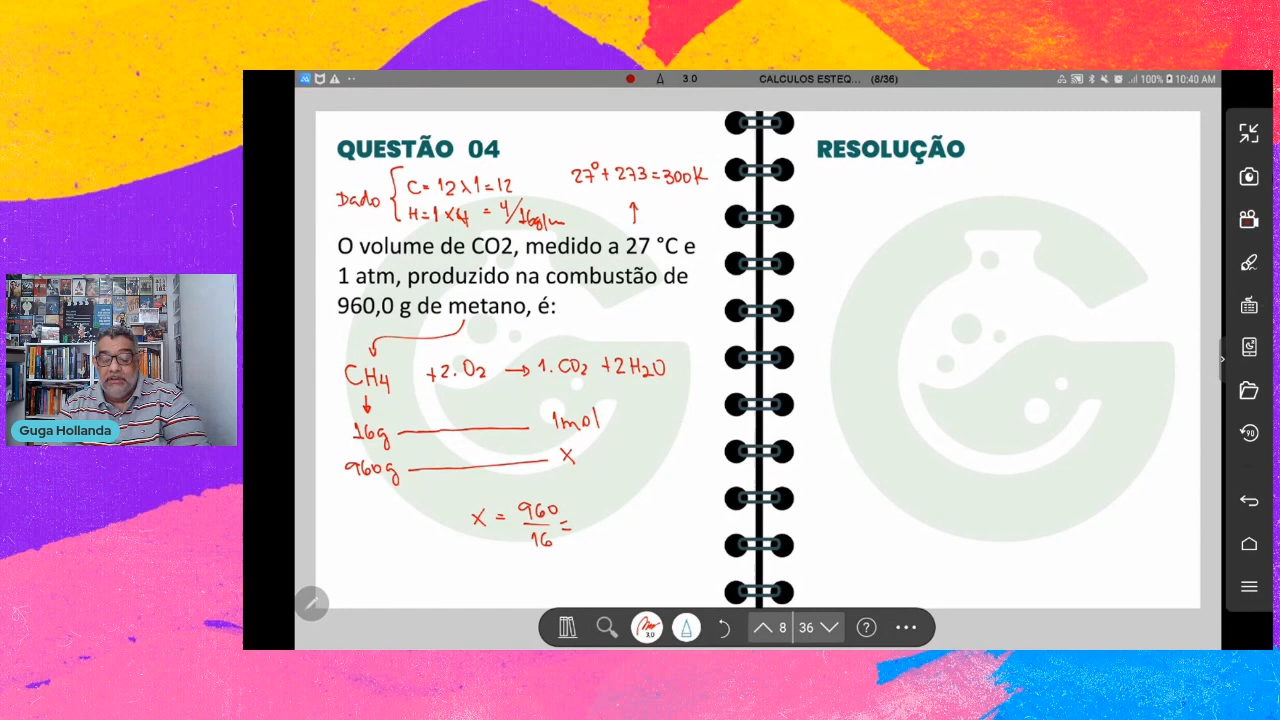 3.0
CALCULOS ESTEQ... (8/36)
100%
10:40 AM
QUESTÃO 04
Dado
C = 12 x 1 = 12
H = 1 x 4 = 4/16g/m
27° + 273 = 300K
O volume de CO2, medido a 27 °C e
1 atm, produzido na combustão de
960,0 g de metano, é:
CH4 + 2.O2 → 1.CO2 + 2H2O
16g 1mol
960g x
x = 960/16 =
RESOLUÇÃO
Guga Hollanda
3.0
8 36
90